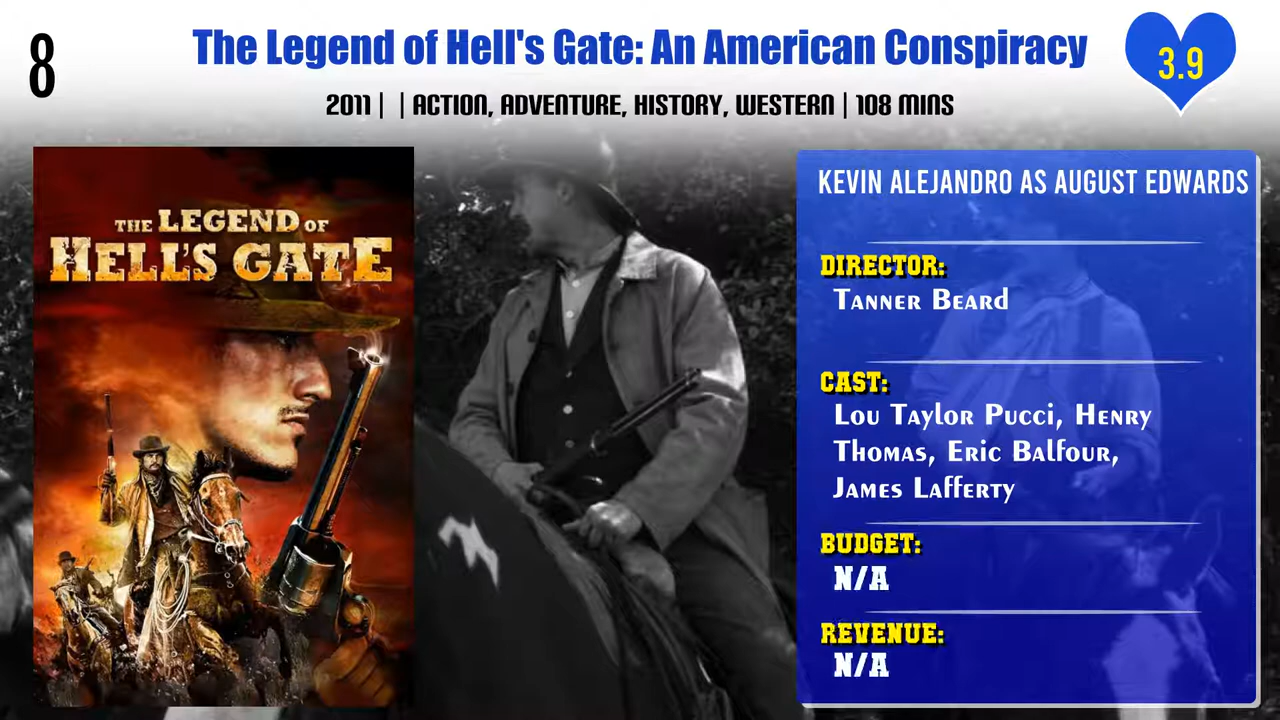 8
The Legend of Hell's Gate: An American Conspiracy
3.9
2011 | | ACTION, ADVENTURE, HISTORY, WESTERN | 108 MINS
THE LEGEND OF
HELL'S GATE
KEVIN ALEJANDRO AS AUGUST EDWARDS
DIRECTOR:
Tanner Beard
CAST:
Lou Taylor Pucci, Henry
Thomas, Eric Balfour,
James Lafferty
BUDGET:
N/A
REVENUE:
N/A